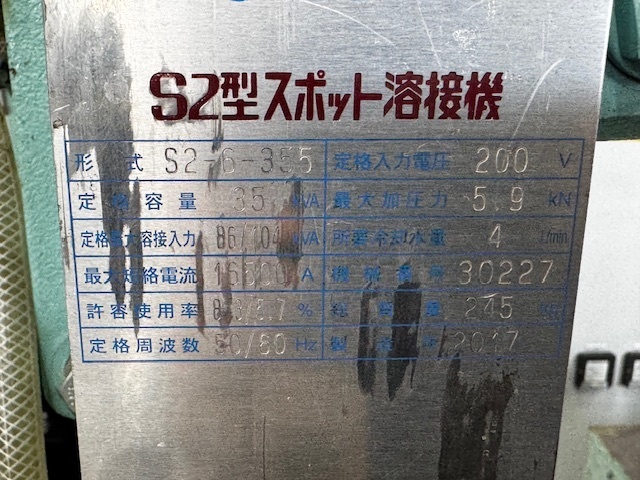 S2型スポット溶接機
形式 S2-6-355 定格入力電圧 200 V
定格容量 35 kVA 最大加圧力 5.9 kN
定格最大溶接入力 86/104 kVA 所要冷却水量 4 ℓ/min
最大短絡電流 16500 A 機械番号 30227
許容使用率 % 総質量 245 kg
定格周波数 50/60 Hz 製 年 2017